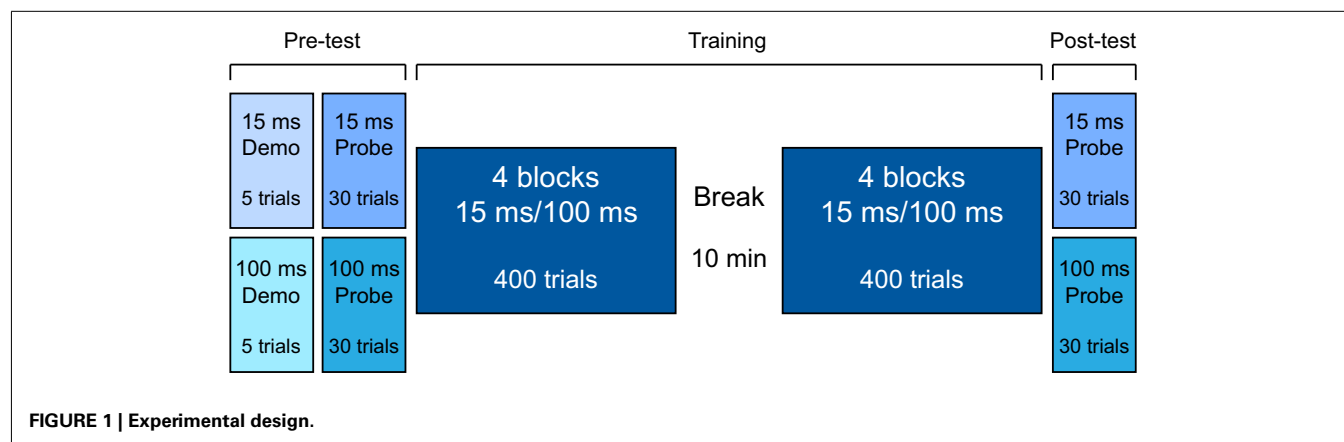 Pre-test
Training
Post-test
15 ms
Demo
5 trials
15 ms
Probe
30 trials
100 ms
Demo
5 trials
100 ms
Probe
30 trials
4 blocks
15 ms/100 ms
400 trials
Break
10 min
4 blocks
15 ms/100 ms
400 trials
15 ms
Probe
30 trials
100 ms
Probe
30 trials
FIGURE 1 | Experimental design.